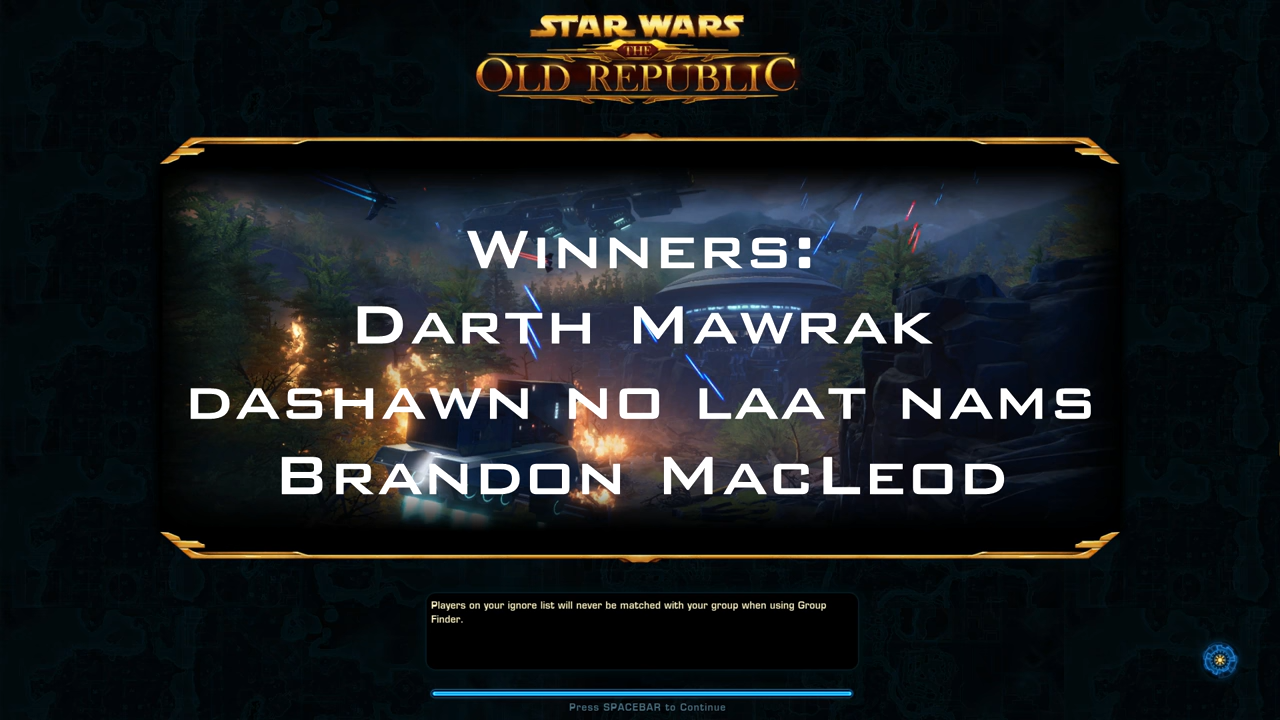 STAR WARS
THE
OLD REPUBLIC
Winners:
Darth Mawrak
dashawn no laat nams
Brandon MacLeod
Players on your ignore list will never be matched with your group when using Group
Finder.
Press SPACEBAR to Continue